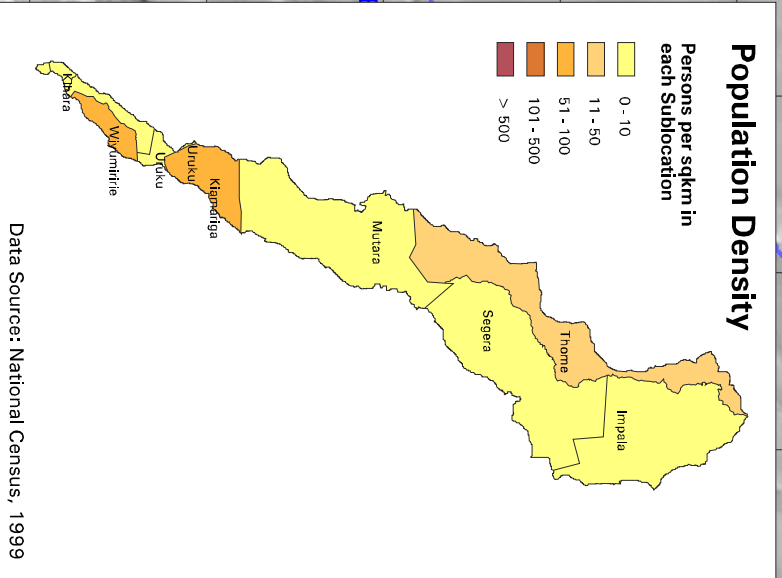 Population Density
Persons per sqkm in
each Sublocation
0 - 10
11 - 50
51 - 100
101 - 500
> 500
Impala
Thome
Segera
Mutara
Kiamariga
Uruku
Uruku
Wiyumiririe
Kihara
Data Source: National Census, 1999